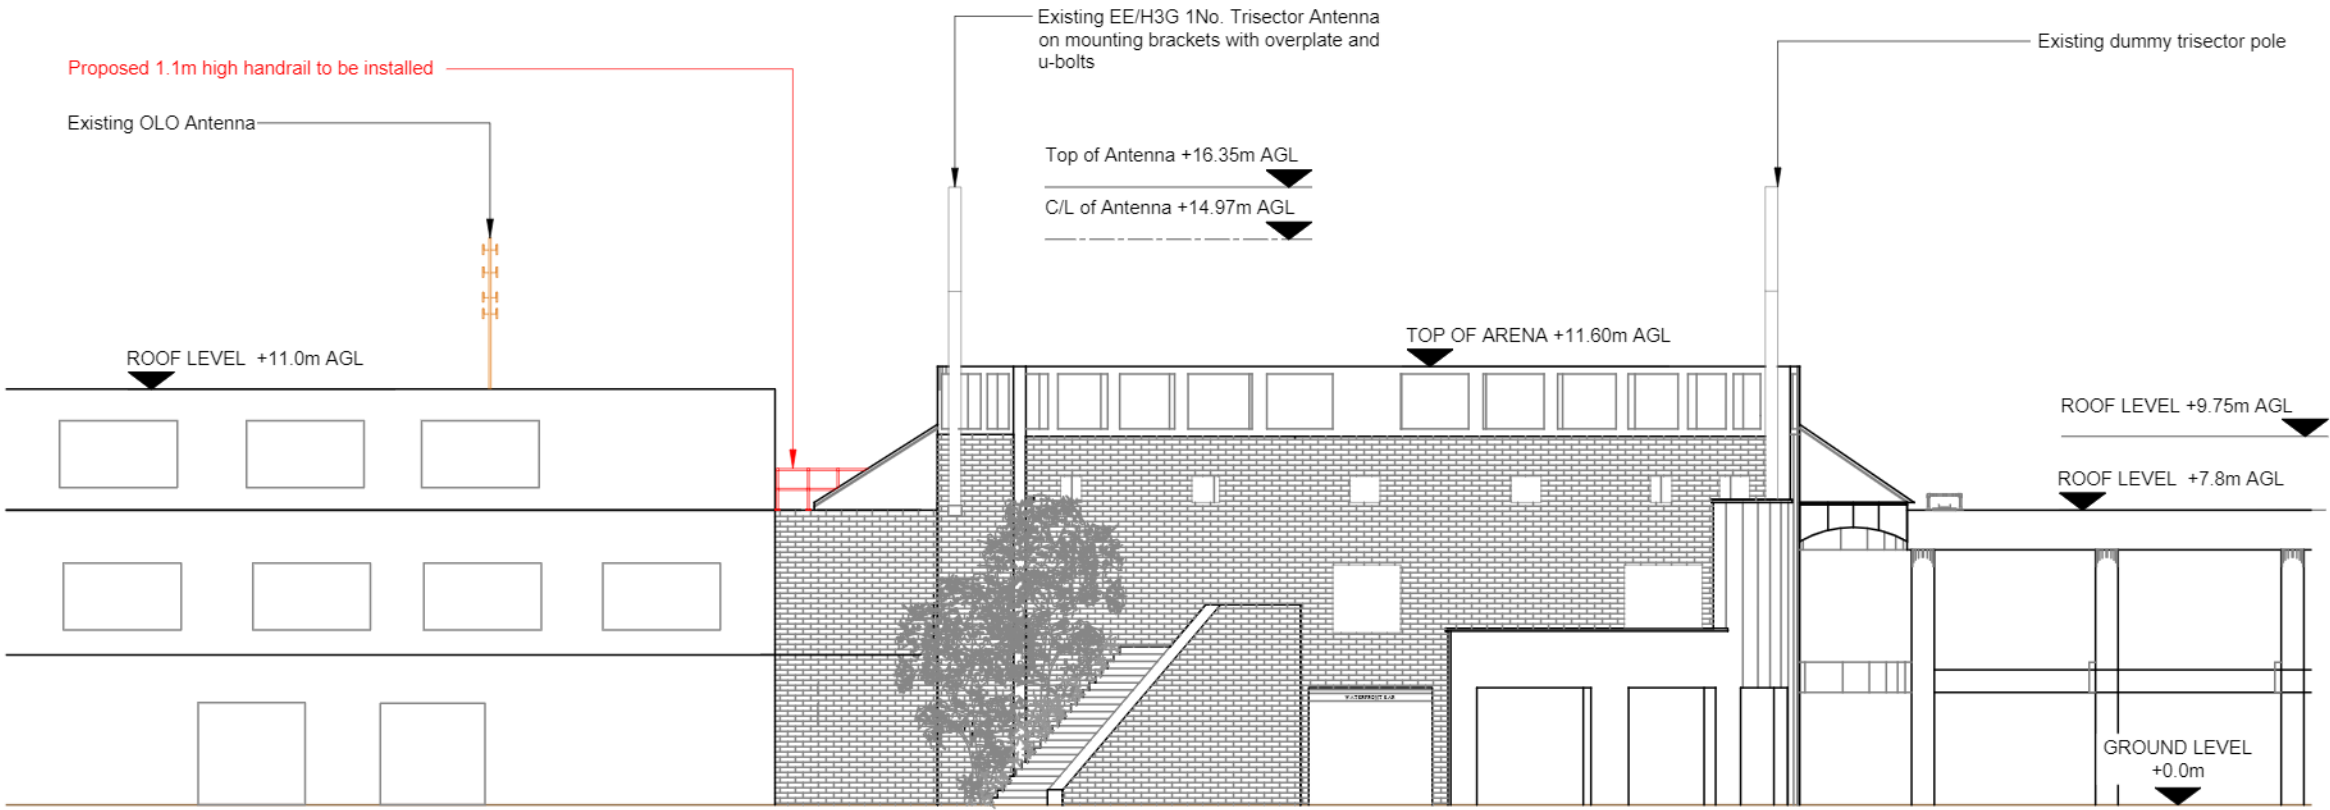 Existing EE/H3G 1No. Trisector Antenna
on mounting brackets with overplate and
u-bolts
Existing dummy trisector pole
Proposed 1.1m high handrail to be installed
Existing OLO Antenna
Top of Antenna +16.35m AGL
C/L of Antenna +14.97m AGL
TOP OF ARENA +11.60m AGL
ROOF LEVEL +11.0m AGL
ROOF LEVEL +9.75m AGL
ROOF LEVEL +7.8m AGL
WATERFRONT BAR
GROUND LEVEL
+0.0m